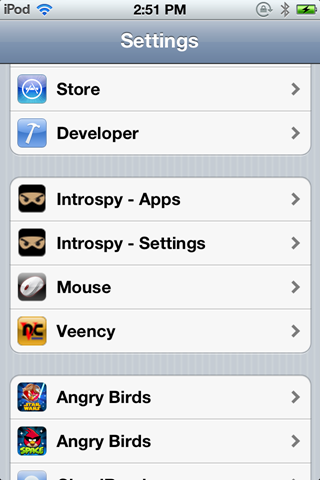 iPod 2:51 PM
Settings
Store
Developer
Introspy - Apps
Introspy - Settings
Mouse
Veency
Angry Birds
Angry Birds